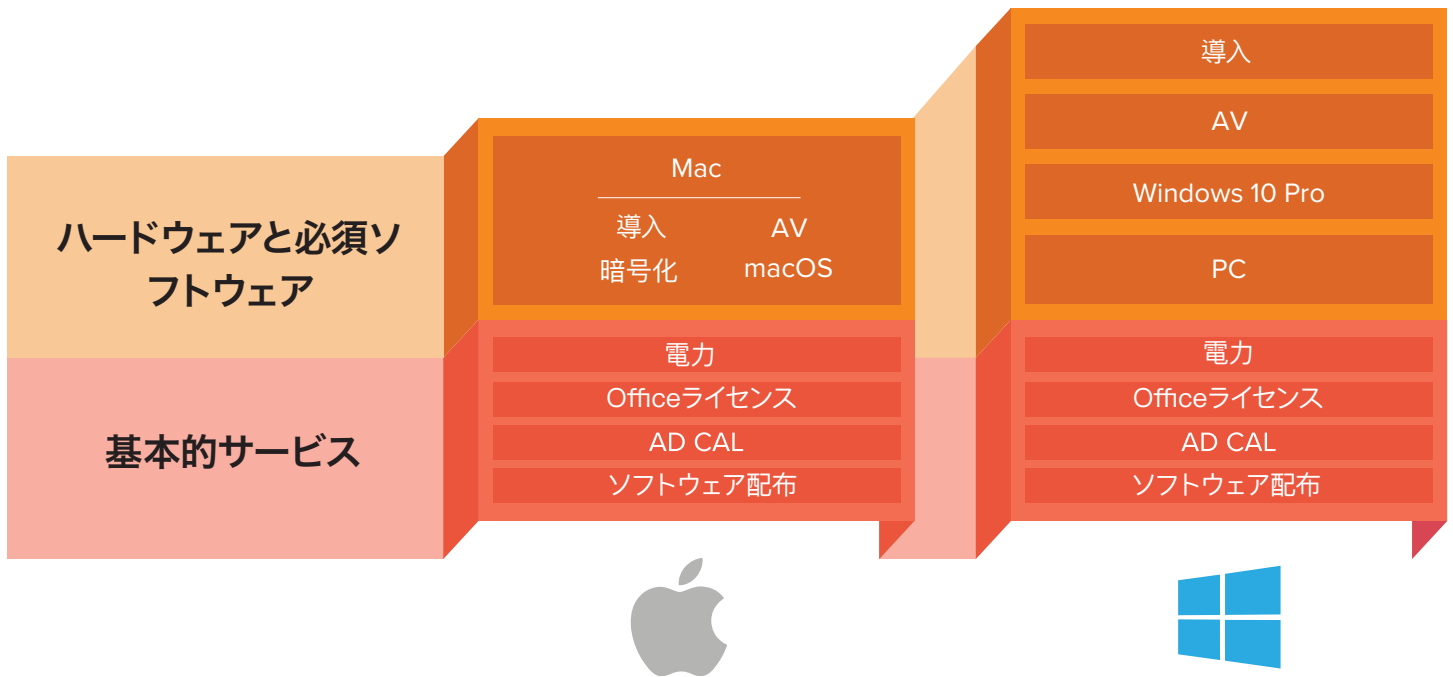 ハードウェアと必須ソ
フトウェア
基本的サービス
Mac
導入 AV
暗号化 macOS
電力
Officeライセンス
AD CAL
ソフトウェア配布
導入
AV
Windows 10 Pro
PC
電力
Officeライセンス
AD CAL
ソフトウェア配布